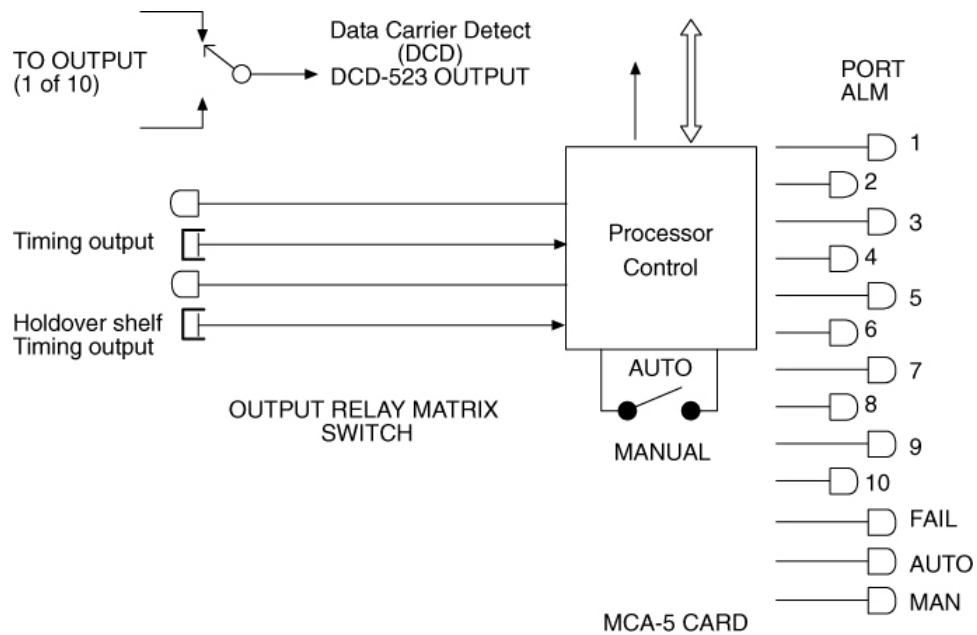 TO OUTPUT
(1 of 10)
Data Carrier Detect
(DCD)
DCD-523 OUTPUT
PORT
ALM
1
2
3
4
5
6
7
8
9
10
FAIL
AUTO
MAN
Timing output
Holdover shelf
Timing output
Processor
Control
AUTO
MANUAL
OUTPUT RELAY MATRIX
SWITCH
MCA-5 CARD